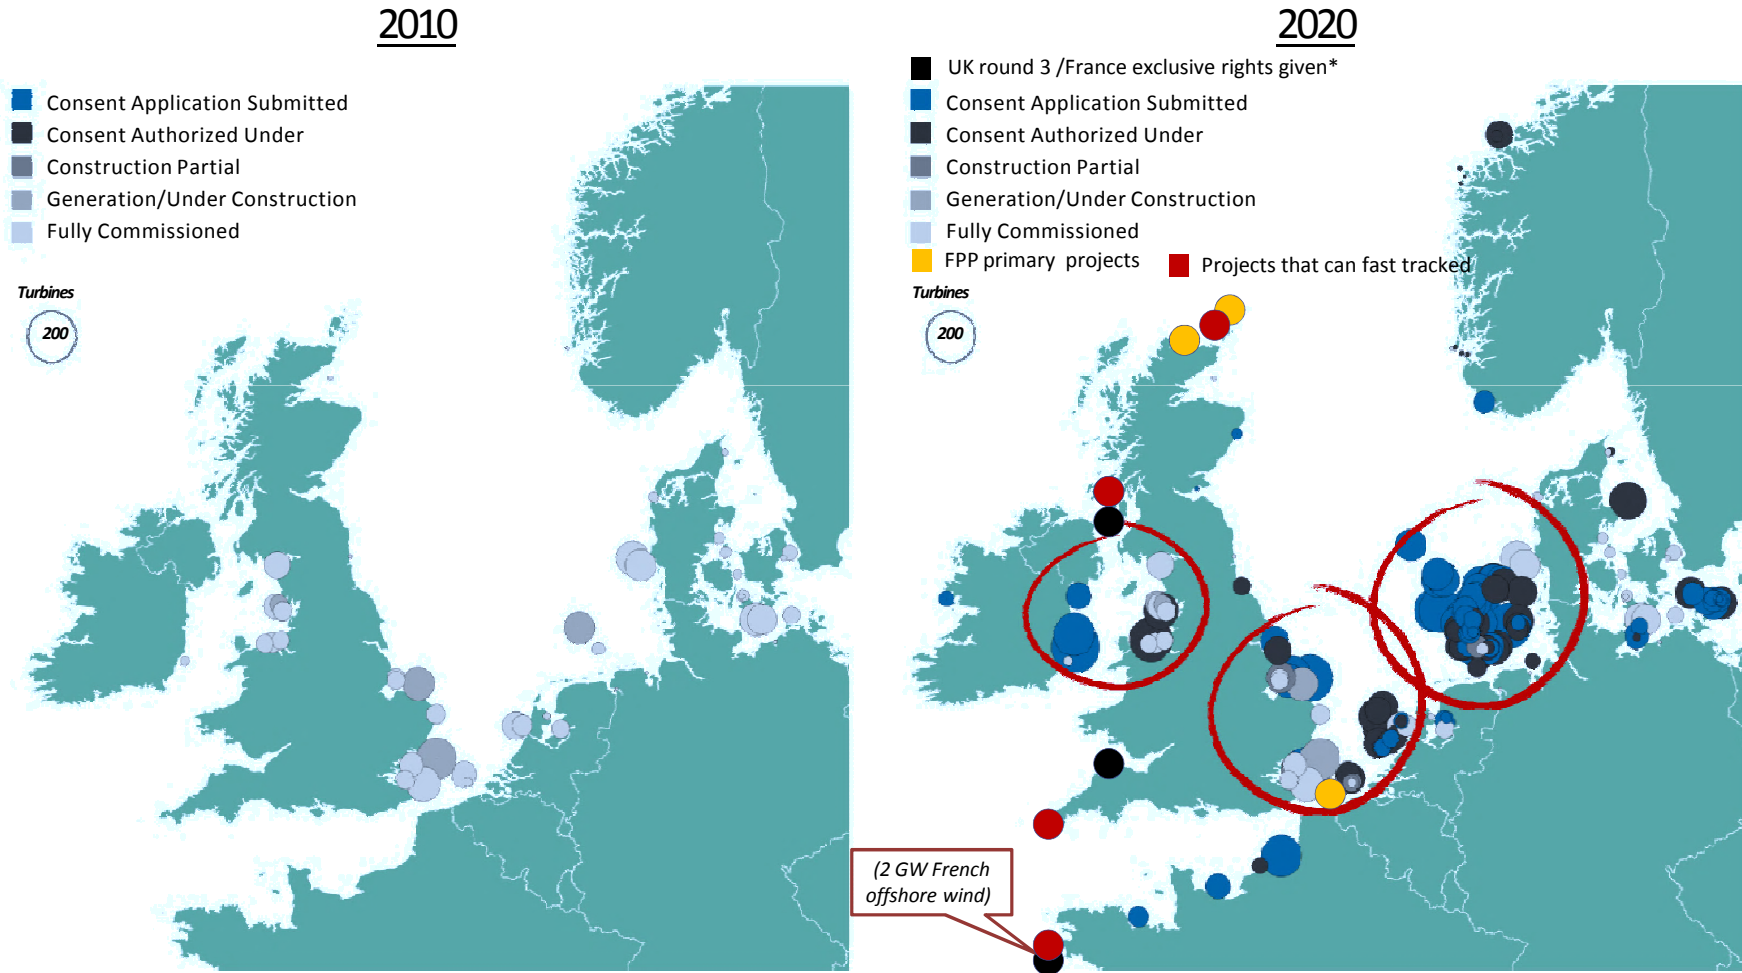 2010
Consent Application Submitted
Consent Authorized Under
Construction Partial
Generation/Under Construction
Fully Commissioned
Turbines
200
2020
UK round 3 /France exclusive rights given*
Consent Application Submitted
Consent Authorized Under
Construction Partial
Generation/Under Construction
Fully Commissioned
FPP primary projects
Projects that can fast tracked
Turbines
200
(2 GW French
offshore wind)